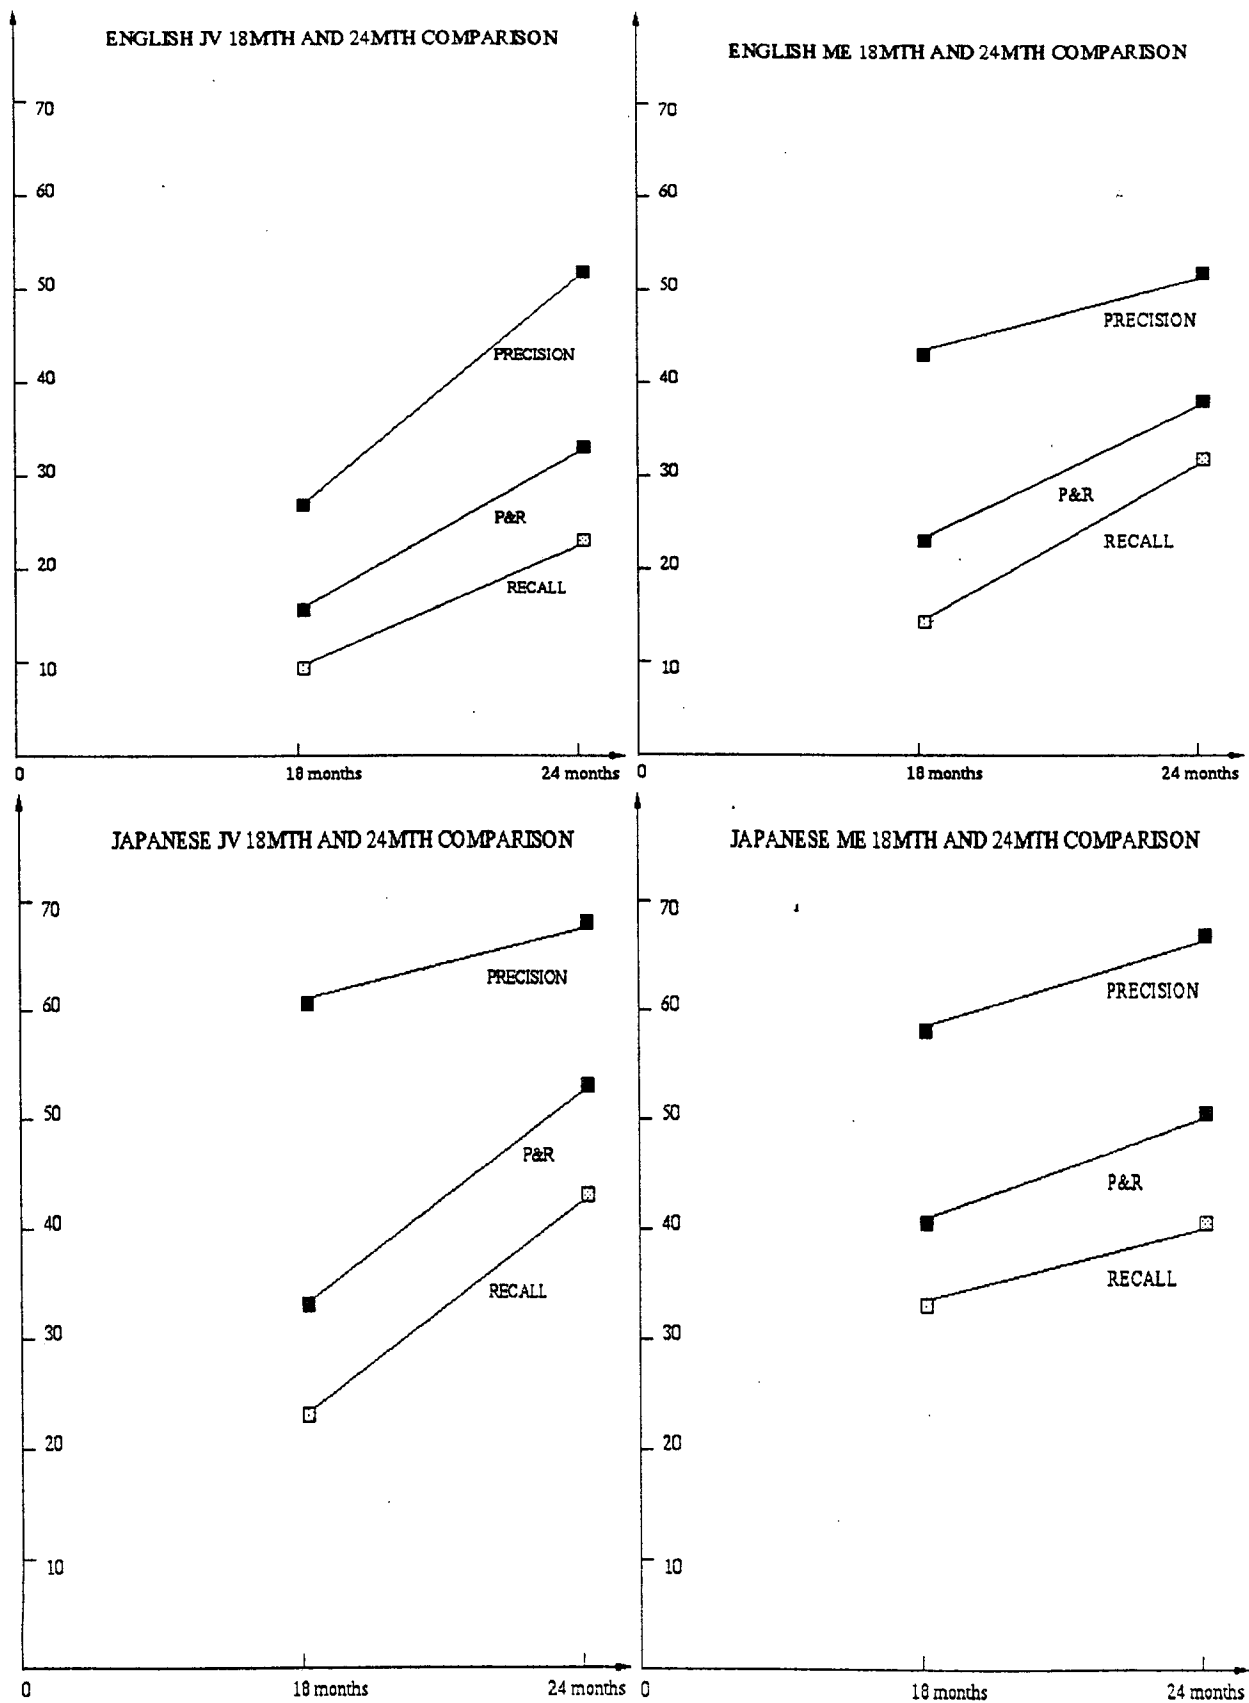 ENGLISH JV 18MTH AND 24MTH COMPARISON
70
60
50
40
30
20
10
PRECISION
P&R
RECALL
0
18 months
24 months
ENGLISH ME 18MTH AND 24MTH COMPARISON
70
60
50
40
30
20
10
PRECISION
P&R
RECALL
0
18 months
24 months
JAPANESE JV 18MTH AND 24MTH COMPARISON
70
60
50
40
30
20
10
PRECISION
P&R
RECALL
0
18 months
24 months
JAPANESE ME 18MTH AND 24MTH COMPARISON
70
60
50
40
30
20
10
PRECISION
P&R
RECALL
0
18 months
24 months